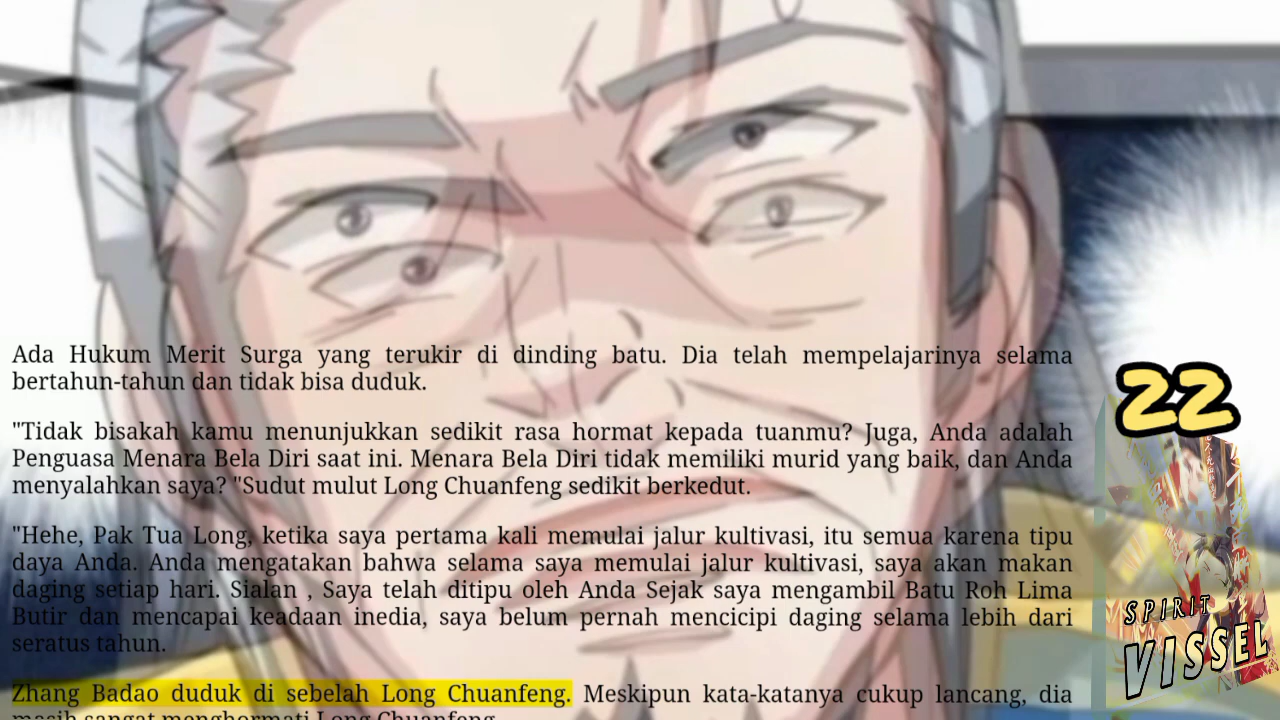 Ada Hukum Merit Surga yang terukir di dinding batu. Dia telah mempelajarinya selama
bertahun-tahun dan tidak bisa duduk.
"Tidak bisakah kamu menunjukkan sedikit rasa hormat kepada tuanmu? Juga, Anda adalah
Penguasa Menara Bela Diri saat ini. Menara Bela Diri tidak memiliki murid yang baik, dan Anda
menyalahkan saya? "Sudut mulut Long Chuanfeng sedikit berkedut.
"Hehe, Pak Tua Long, ketika saya pertama kali memulai jalur kultivasi, itu semua karena tipu
daya Anda. Anda mengatakan bahwa selama saya memulai jalur kultivasi, saya akan makan
daging setiap hari. Sialan , Saya telah ditipu oleh Anda Sejak saya mengambil Batu Roh Lima
Butir dan mencapai keadaan inedia, saya belum pernah mencicipi daging selama lebih dari
seratus tahun.
Zhang Badao duduk di sebelah Long Chuanfeng. Meskipun kata-katanya cukup lancang, dia
masih sangat menghormati Long Chuanfeng.
22
SPIRIT
VISSEL